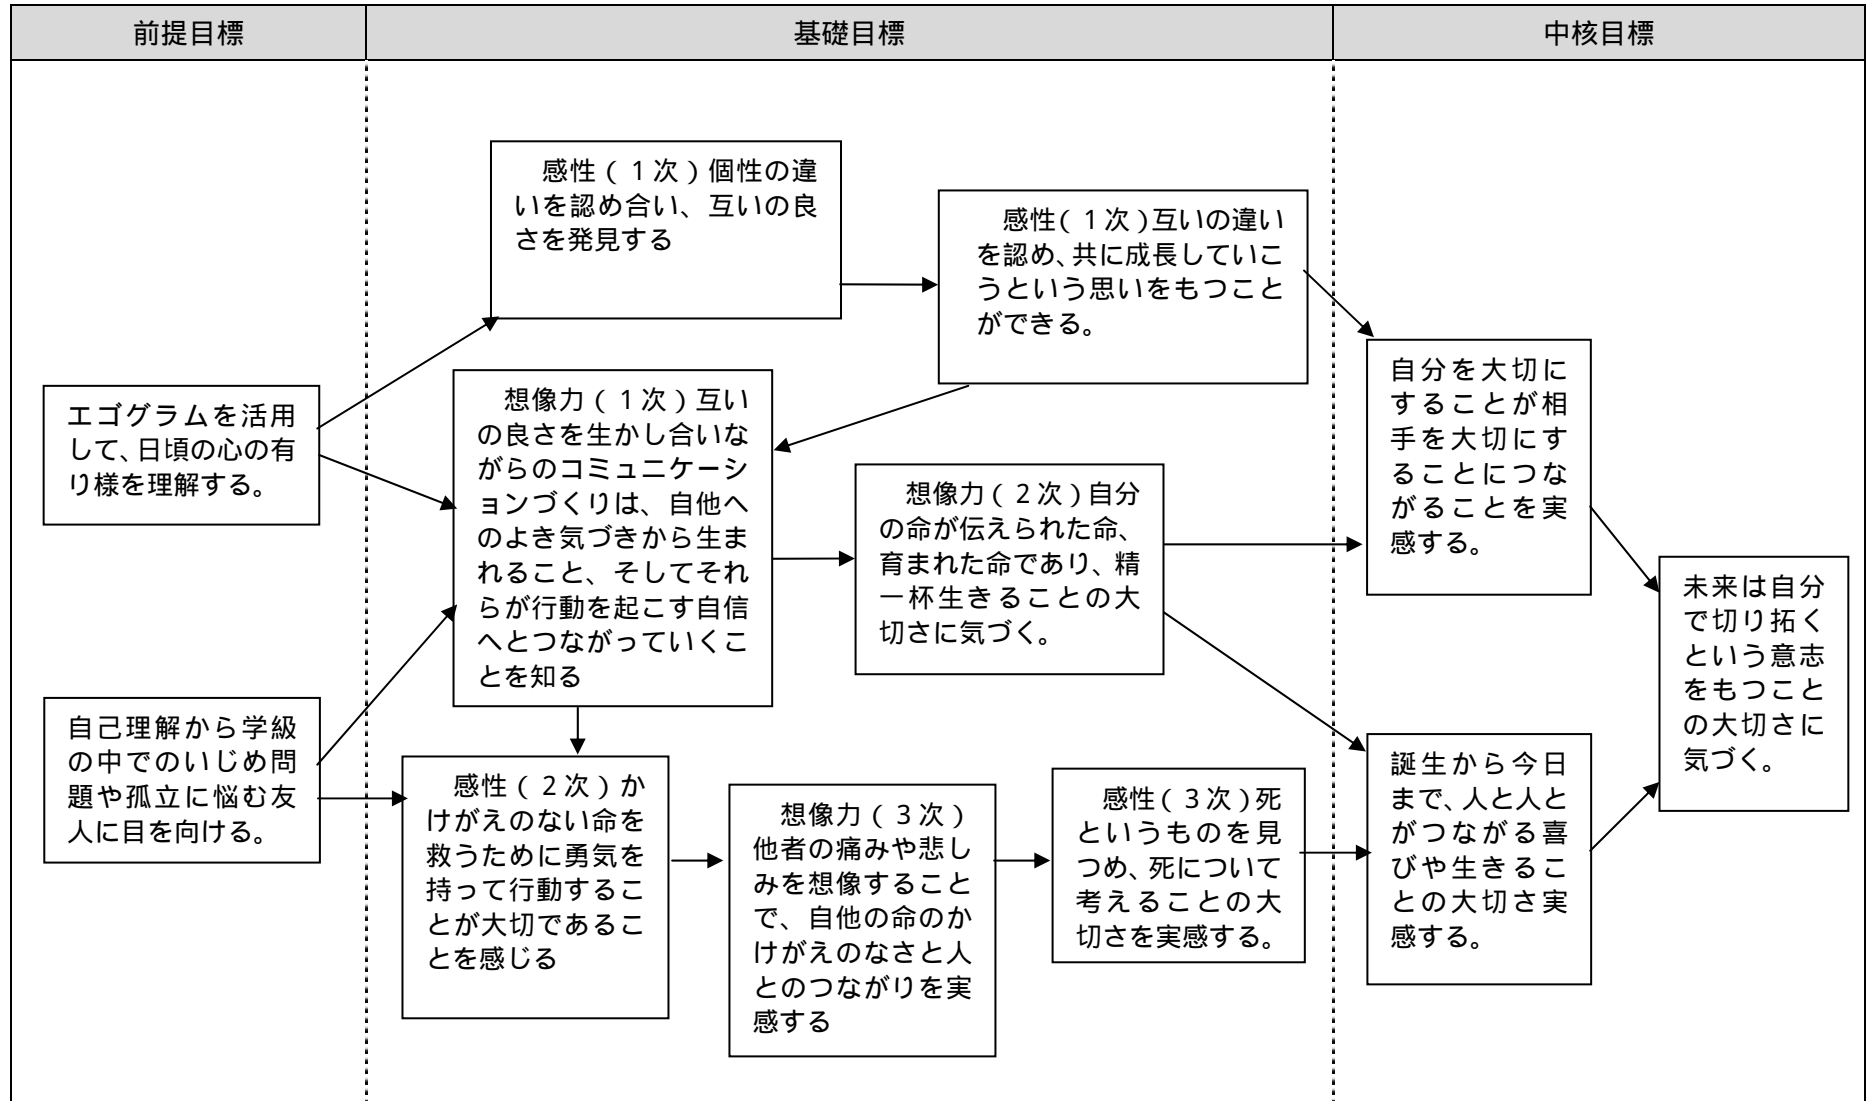 前提目標
基礎目標
中核目標
エゴグラムを活用
して、日頃の心の有
り様を理解する。
自己理解から学級
の中でのいじめ問
題や孤立に悩む友
人に目を向ける。
感性（１次）個性の違
いを認め合い、互いの良
さを発見する
感性（１次）互いの違い
を認め、共に成長していこ
うという思いをもつこと
ができる。
想像力（１次）互い
の良さを生かし合いな
がらのコミュニケーシ
ョンづくりは、自他へ
のよき気づきから生ま
れること、そしてそれ
らが行動を起こす自信
へとつながっていくこ
とを知る
想像力（２次）自分
の命が伝えられた命、
育まれた命であり、精
一杯生きることの大
切さに気づく。
感性（２次）か
けがえのない命を
救うために勇気を
持って行動するこ
とが大切であるこ
とを感じる
想像力（３次）
他者の痛みや悲し
みを想像すること
で、自他の命のか
けがえのなさと人
とのつながりを実
感する
感性（３次）死
というものを見
つめ、死について
考えることの大
切さを実感する。
自分を大切に
することが相
手を大切にす
ることにつな
がることを実
感する。
誕生から今日
まで、人と人と
がつながる喜
びや生きるこ
との大切さ実
感する。
未来は自分
で切り拓く
という意志
をもつこと
の大切さに
気づく。